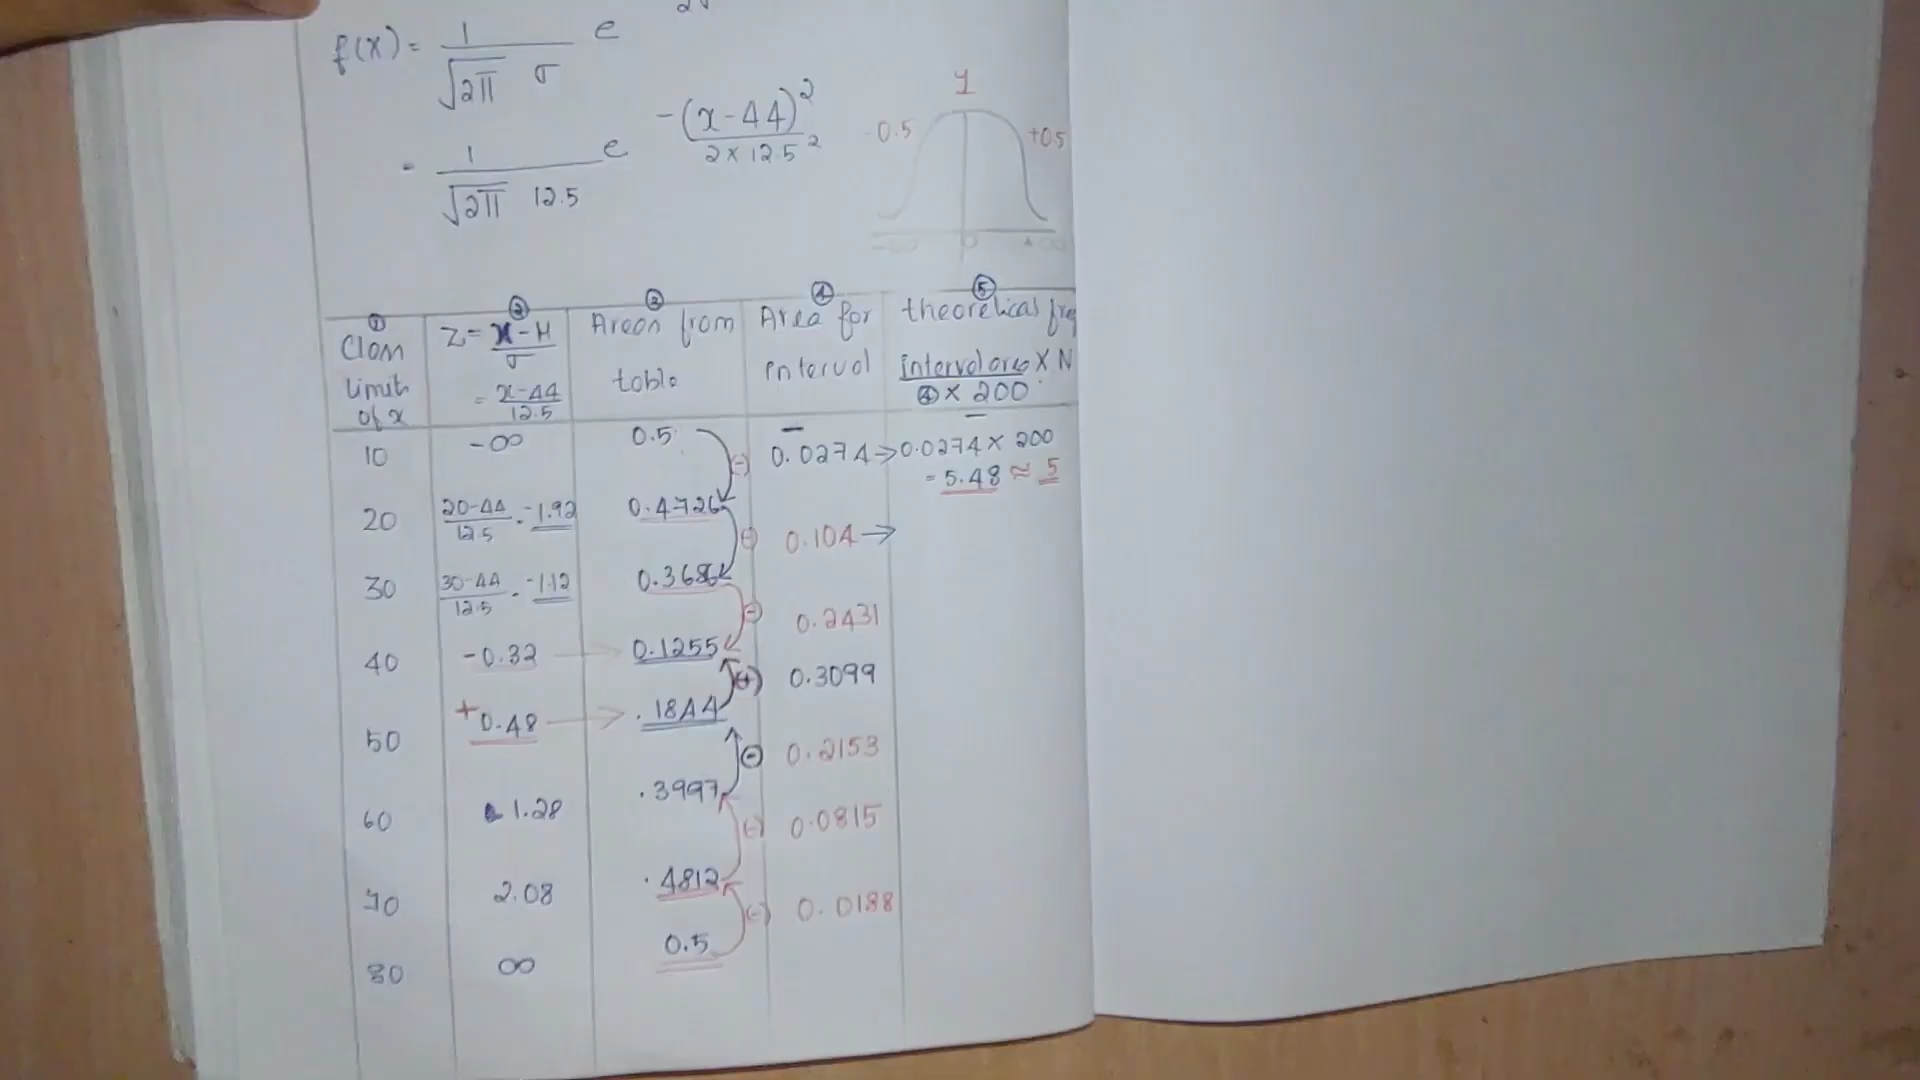 f(x) = 1 / √2π σ e
= 1 / √2π 12.5 e -(x-44)² / 2×12.5²
y
-0.5 +0.5
-∞ 0 +∞
① ② ③ ④ ⑤
Class limits of x
Z = x-μ / σ = x-44 / 12.5
Area from table
Area for interval
theoretical freq
interval area × N
④ × 200
10 -∞ 0.5
(-) 0.0274 → 0.0274 × 200
= 5.48 ≈ 5
20 20-44 / 12.5 = -1.92 0.4726
(-) 0.104 →
30 30-44 / 12.5 = -1.12 0.3686
(-) 0.2431
40 -0.32 → 0.1255
(+) 0.3099
50 +0.48 → .1844
(-) 0.2153
60 1.28 .3997
(-) 0.0815
70 2.08 .4812
(-) 0.0188
80 ∞ 0.5